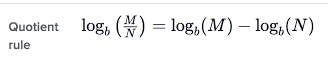 Quotient rule
log_b (M/N) = log_b(M) − log_b(N)